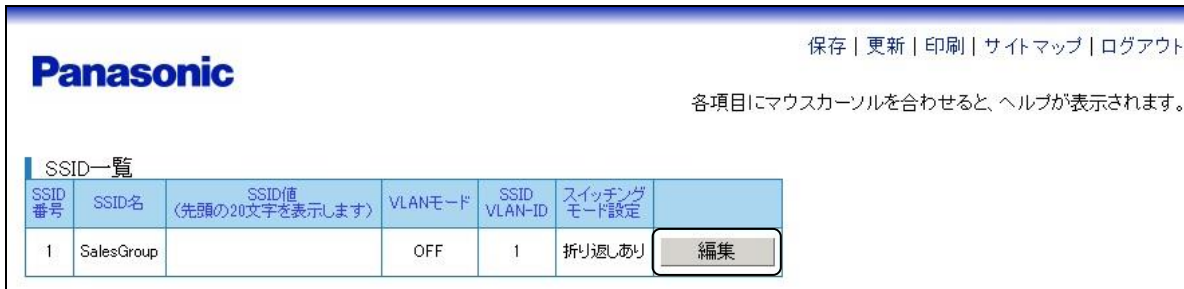 保存 | 更新 | 印刷 | サイトマップ | ログアウト
Panasonic
各項目にマウスカーソルを合わせると、ヘルプが表示されます。
SSID一覧
SSID番号 SSID名 SSID値(先頭の20文字を表示します) VLANモード SSID VLAN-ID スイッチングモード設定
1 SalesGroup OFF 1 折り返しあり 編集